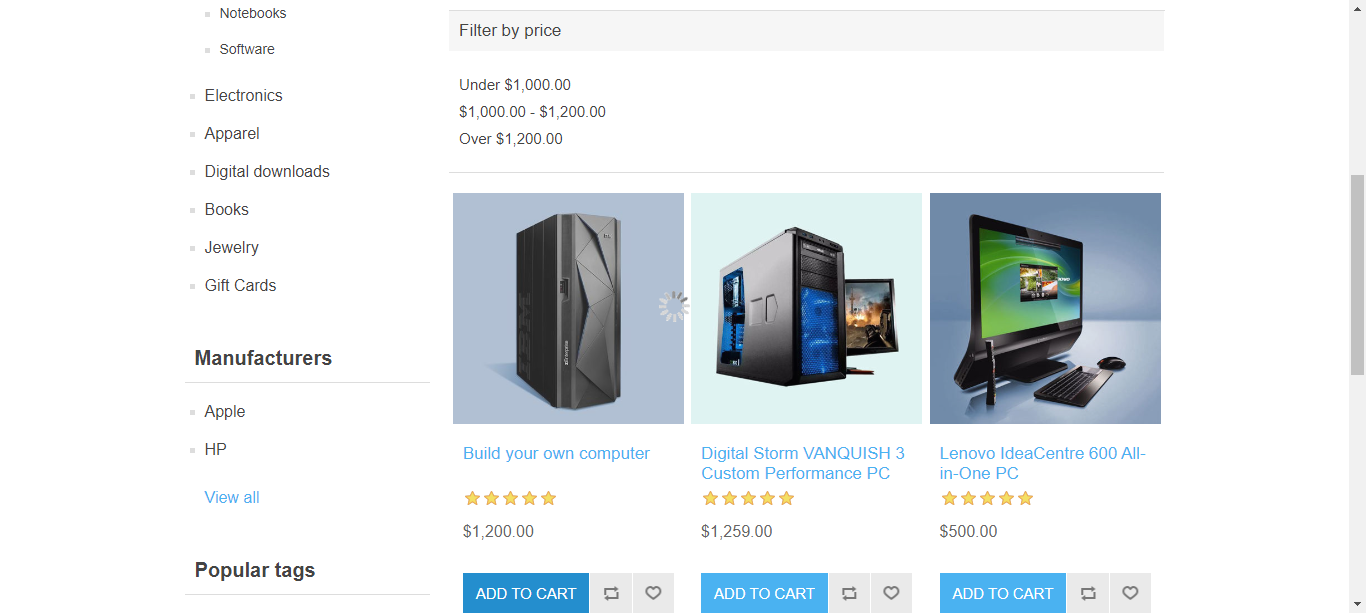 Notebooks
Software
Electronics
Apparel
Digital downloads
Books
Jewelry
Gift Cards
Manufacturers
Apple
HP
View all
Popular tags
Filter by price
Under $1,000.00
$1,000.00 - $1,200.00
Over $1,200.00
IBM
zEnterprise
Build your own computer
$1,200.00
ADD TO CART
Digital Storm VANQUISH 3
Custom Performance PC
$1,259.00
ADD TO CART
lenovo
Lenovo IdeaCentre 600 All-
in-One PC
$500.00
ADD TO CART